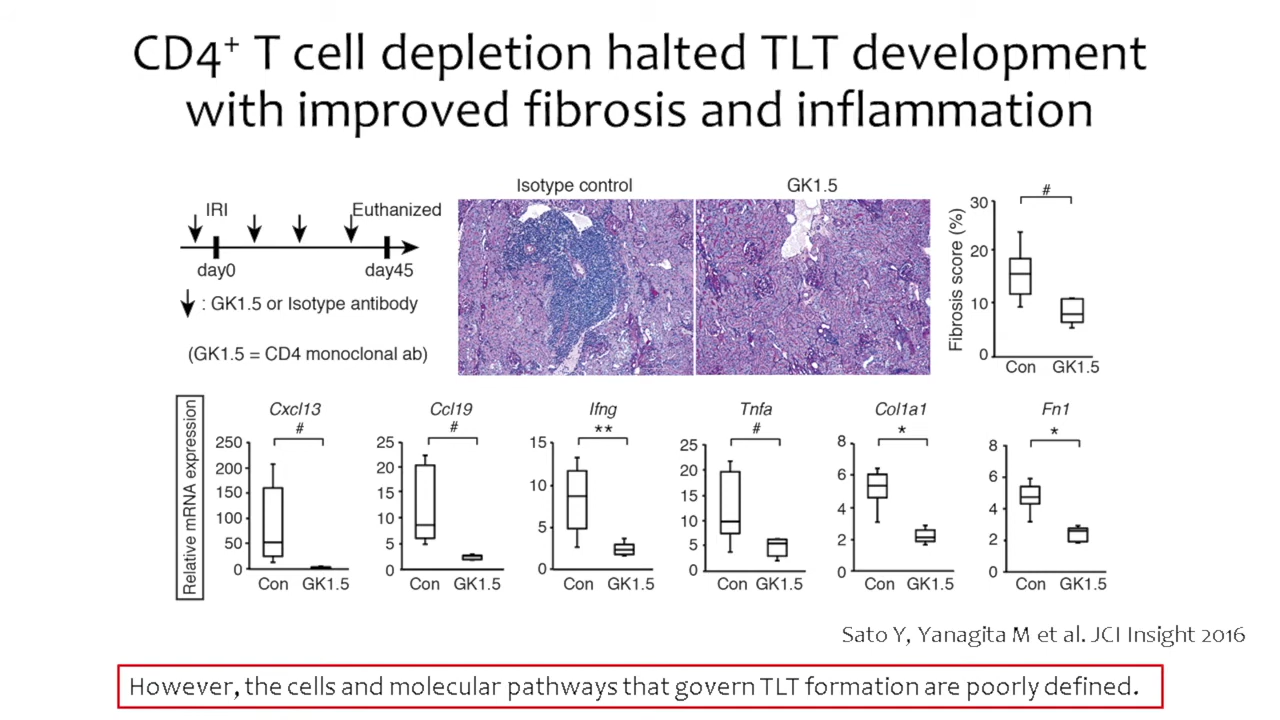 CD4⁺ T cell depletion halted TLT development
with improved fibrosis and inflammation
IRI
Euthanized
day0
day45
: GK1.5 or Isotype antibody
(GK1.5 = CD4 monoclonal ab)
Isotype control
GK1.5
Fibrosis score (%)
30
20
10
0
#
Con
GK1.5
Relative mRNA expression
Cxcl13
#
250
200
150
100
50
0
Con
GK1.5
Ccl19
#
25
20
15
10
5
0
Con
GK1.5
Ifng
**
15
10
5
0
Con
GK1.5
Tnfa
#
25
20
15
10
5
0
Con
GK1.5
Col1a1
*
8
6
4
2
0
Con
GK1.5
Fn1
*
8
6
4
2
0
Con
GK1.5
Sato Y, Yanagita M et al. JCI Insight 2016
However, the cells and molecular pathways that govern TLT formation are poorly defined.